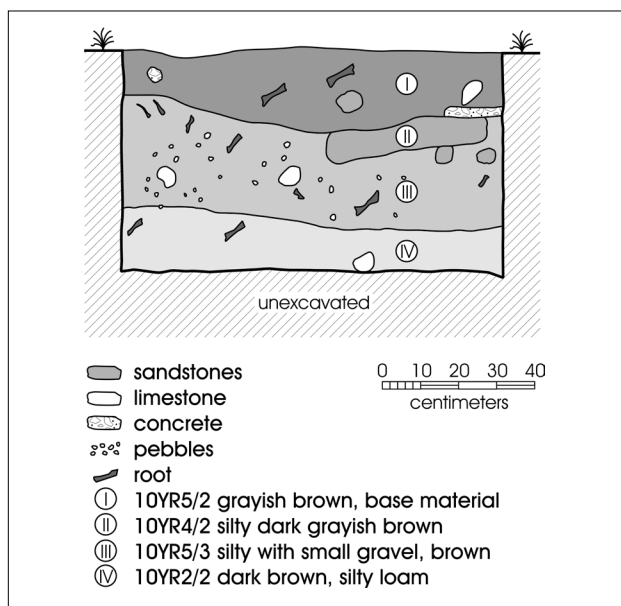 I
II
III
IV
unexcavated
sandstones
0 10 20 30 40
centimeters
limestone
concrete
pebbles
root
I 10YR5/2 grayish brown, base material
II 10YR4/2 silty dark grayish brown
III 10YR5/3 silty with small gravel, brown
IV 10YR2/2 dark brown, silty loam